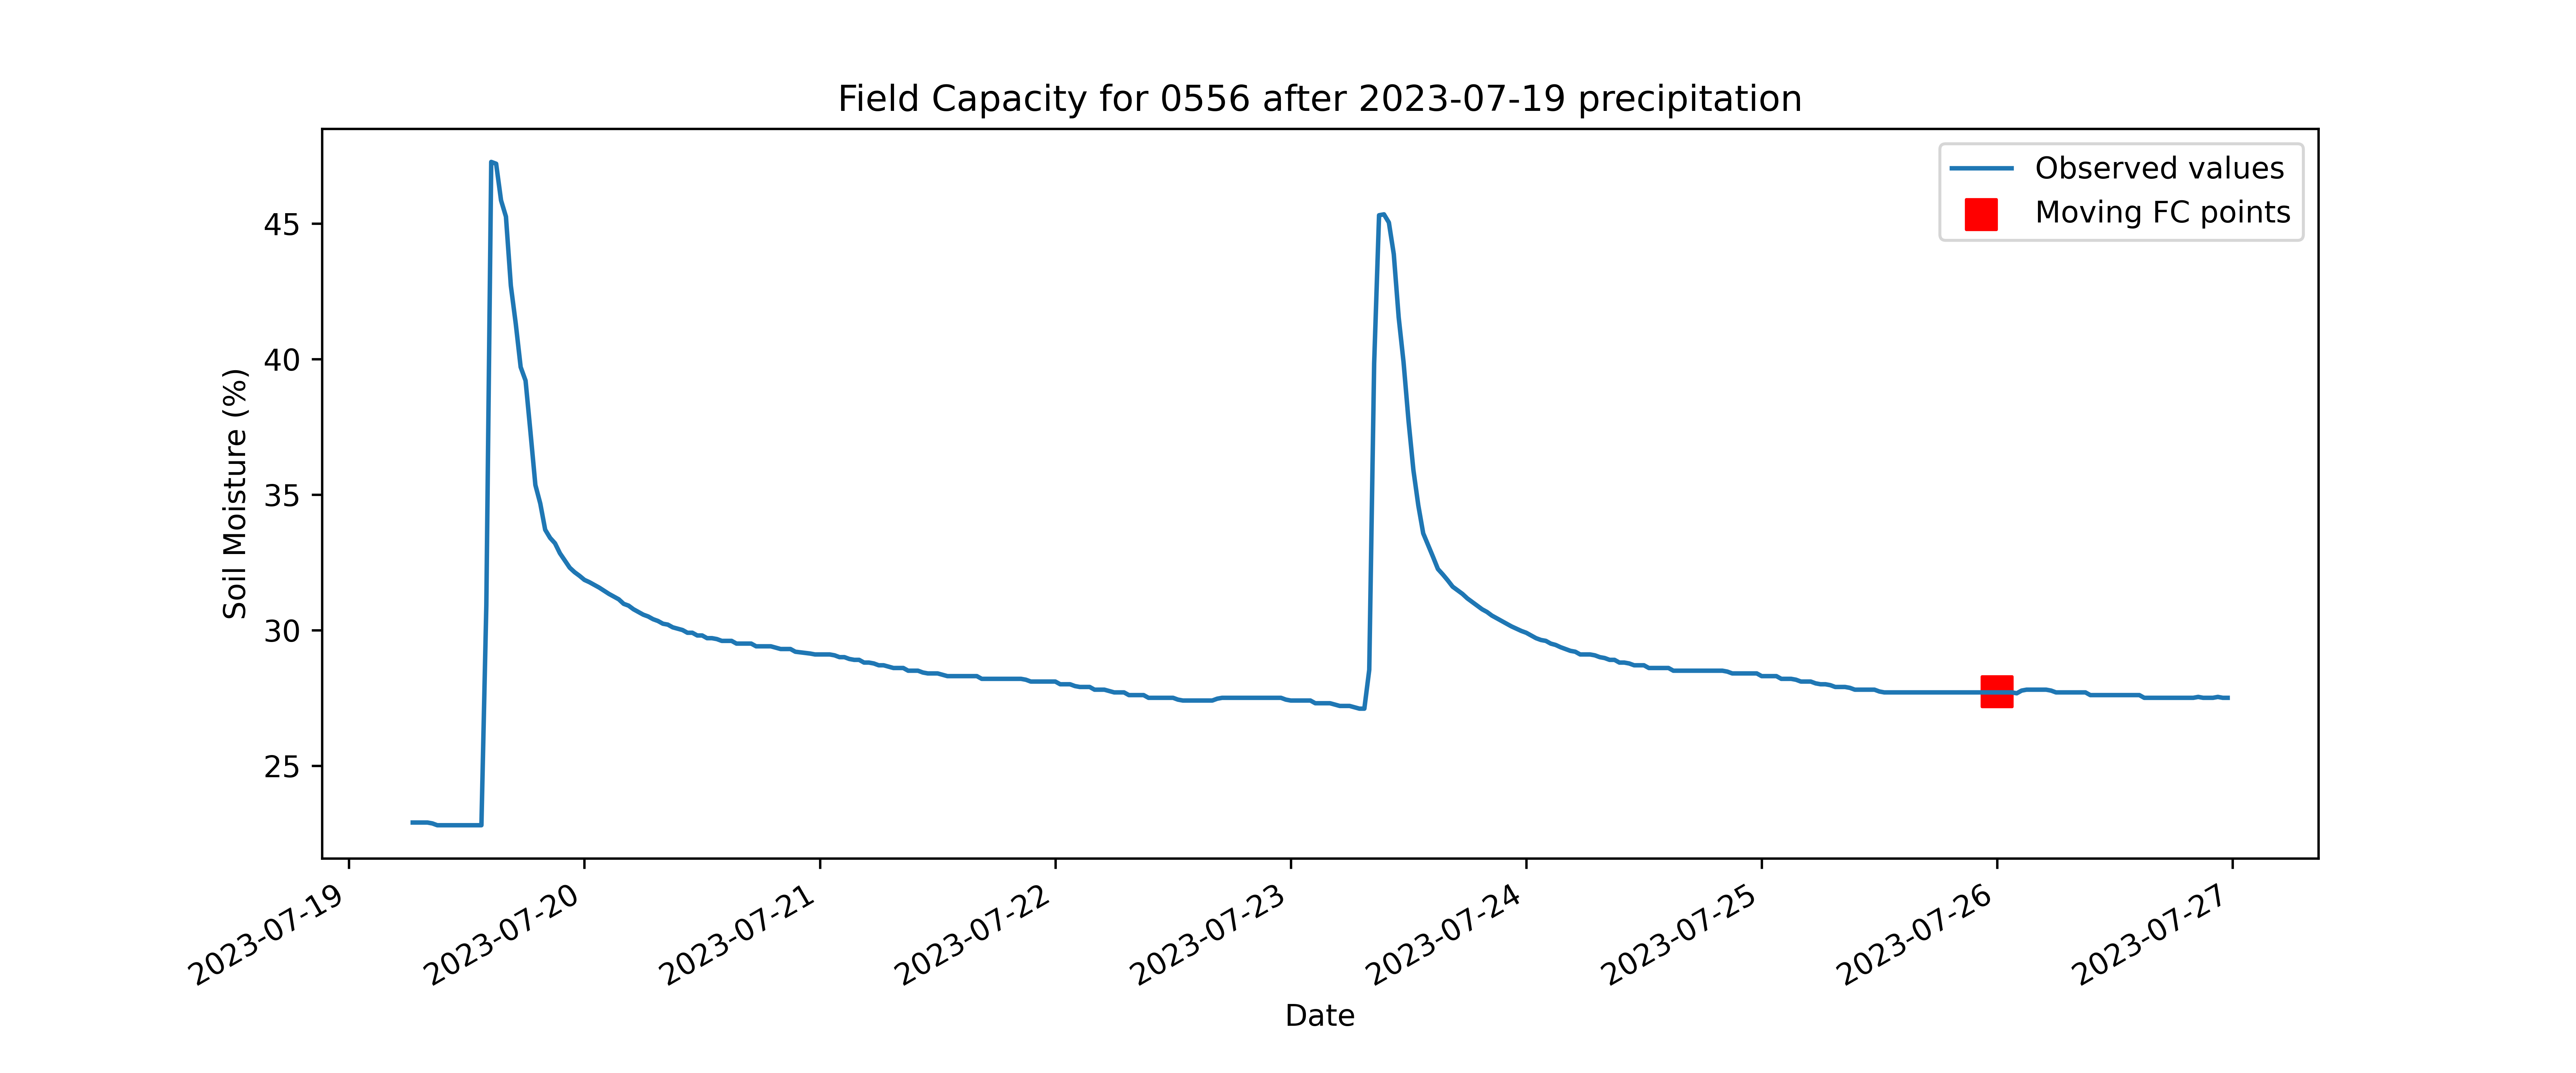 Field Capacity for 0556 after 2023-07-19 precipitation
Observed values
Moving FC points
Soil Moisture (%)
45
40
35
30
25
2023-07-19
2023-07-20
2023-07-21
2023-07-22
2023-07-23
2023-07-24
2023-07-25
2023-07-26
2023-07-27
Date